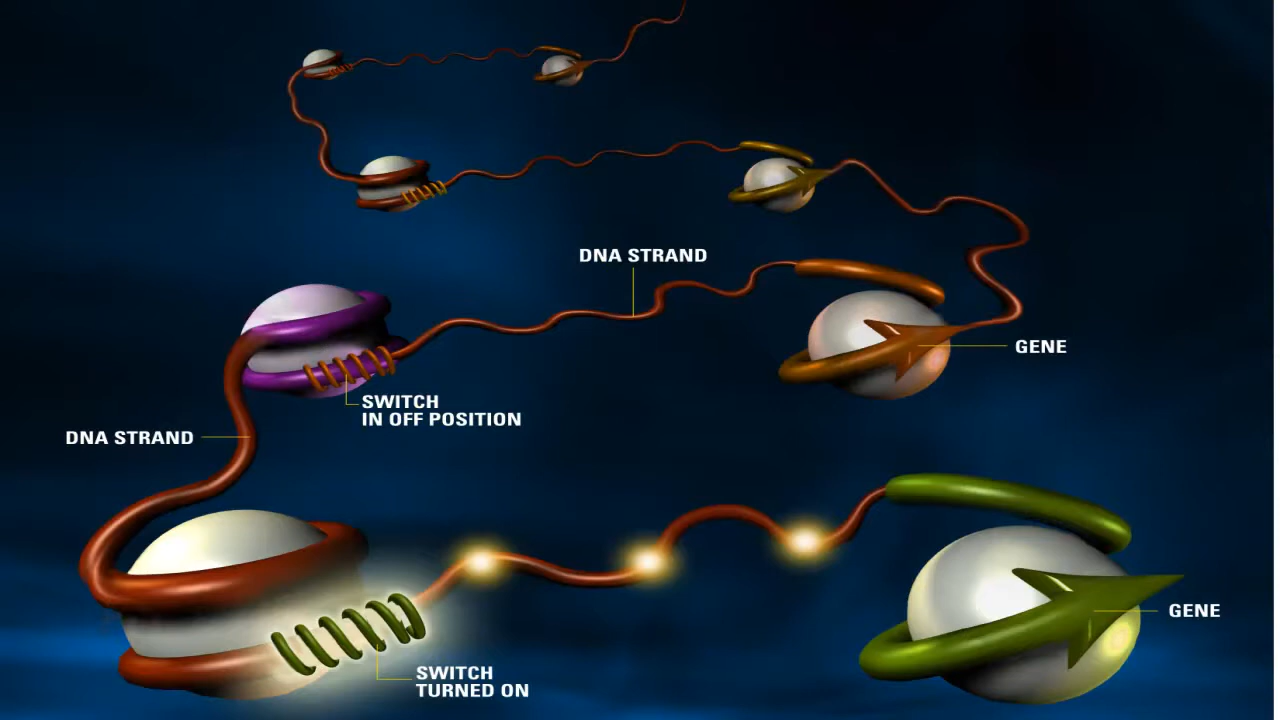 DNA STRAND
GENE
SWITCH
IN OFF POSITION
DNA STRAND
GENE
SWITCH
TURNED ON